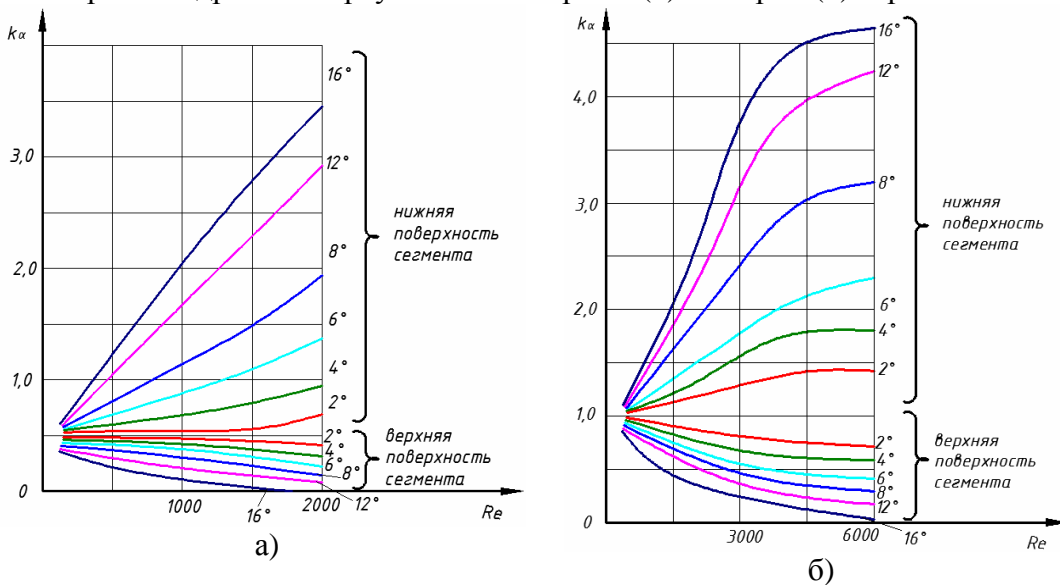 kα
16°
3,0
12°
8°
нижняя
поверхность
сегмента
2,0
6°
4°
1,0
2°
2°
4°
6°
8°
верхняя
поверхность
сегмента
0
1000
16°
2000
12°
Re
а)
kα
16°
12°
4,0
8°
нижняя
поверхность
сегмента
3,0
6°
2,0
4°
2°
1,0
2°
4°
6°
8°
12°
верхняя
поверхность
сегмента
0
3000
6000
16°
Re
б)